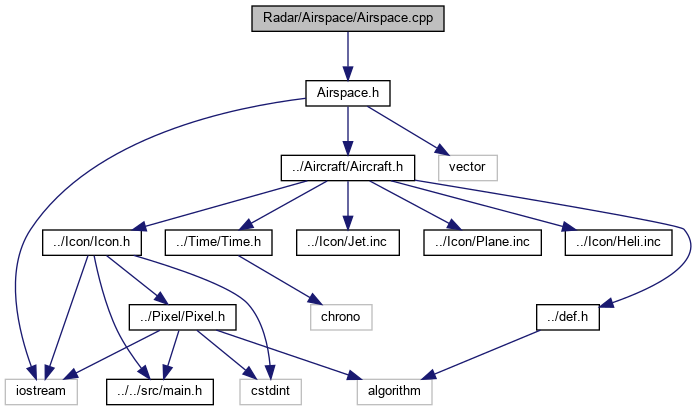 Radar/Airspace/Airspace.cpp
Airspace.h
../Aircraft/Aircraft.h
vector
../Icon/Icon.h
../Time/Time.h
../Icon/Jet.inc
../Icon/Plane.inc
../Icon/Heli.inc
../Pixel/Pixel.h
chrono
../def.h
iostream
../../src/main.h
cstdint
algorithm